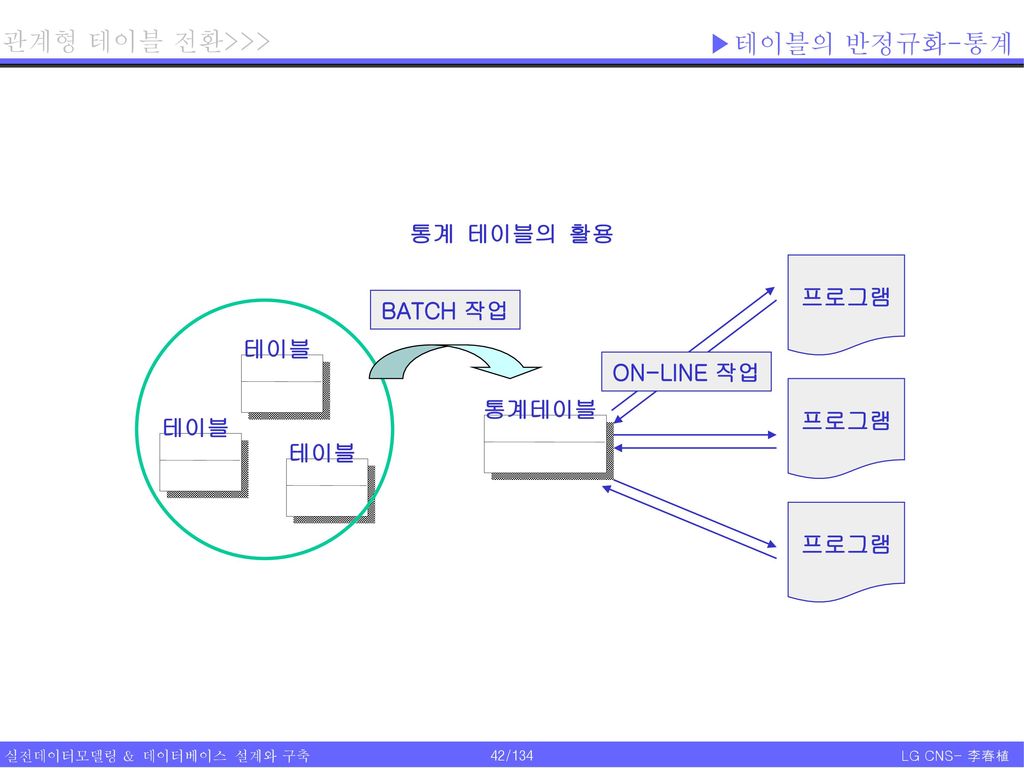 관계형 테이블 전환>>>
▶테이블의 반정규화-통계
통계 테이블의 활용
BATCH 작업
프로그램
테이블
ON-LINE 작업
통계테이블
프로그램
테이블
테이블
프로그램
실전데이터모델링 & 데이터베이스 설계와 구축
42/134
LG CNS- 李春植